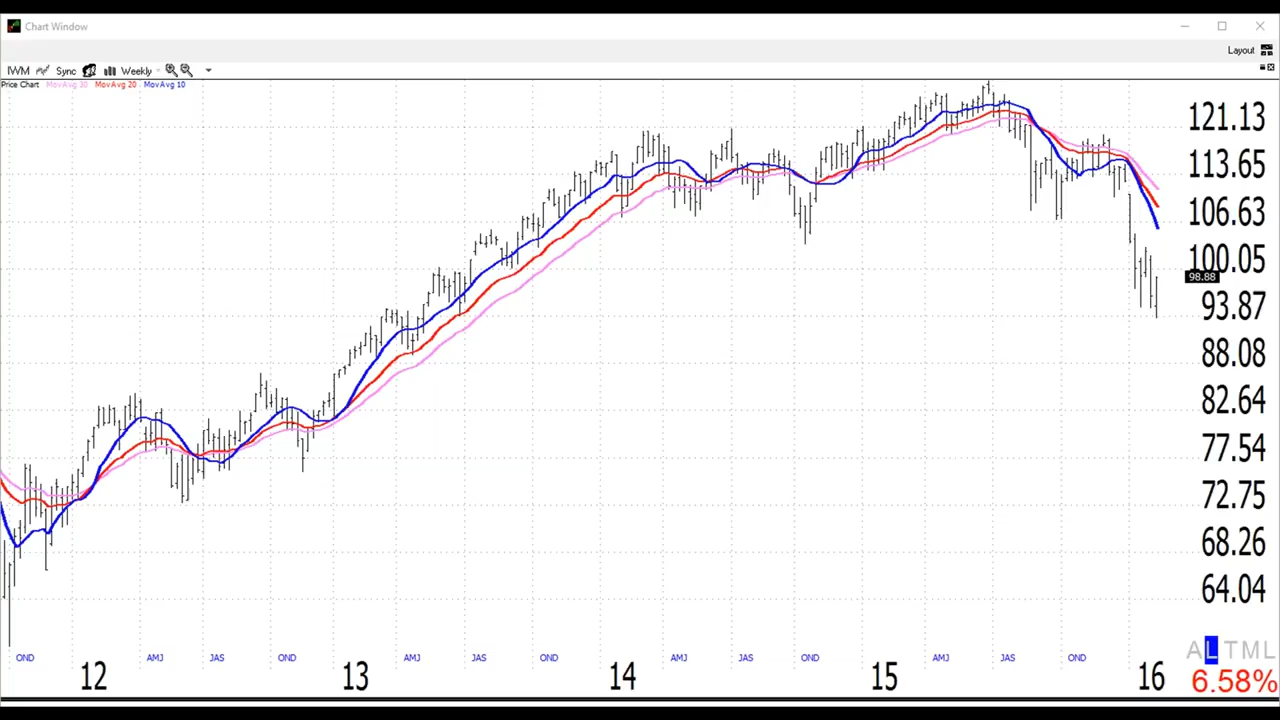 Chart Window
Layout
IWM Sync Weekly
Price Chart MovAvg 30 MovAvg 20 MovAvg 10
121.13
113.65
106.63
100.05
98.88
93.87
88.08
82.64
77.54
72.75
68.26
64.04
OND AMJ JAS OND AMJ JAS OND AMJ JAS OND AMJ JAS OND
12 13 14 15 16
ALTML
6.58%